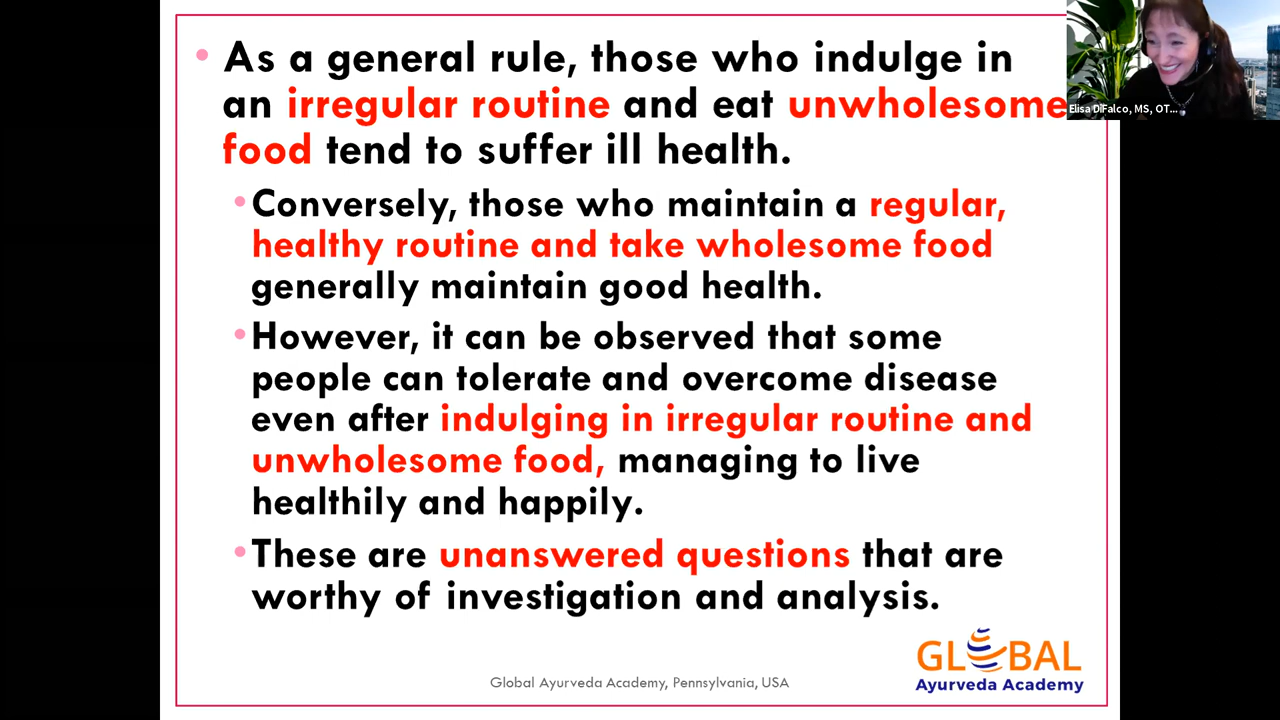 As a general rule, those who indulge in
an irregular routine and eat unwholesome
food tend to suffer ill health.
Conversely, those who maintain a regular,
healthy routine and take wholesome food
generally maintain good health.
However, it can be observed that some
people can tolerate and overcome disease
even after indulging in irregular routine and
unwholesome food, managing to live
healthily and happily.
These are unanswered questions that are
worthy of investigation and analysis.
Global Ayurveda Academy, Pennsylvania, USA
GLOBAL
Ayurveda Academy
Elisa DiFalco, MS, OT...